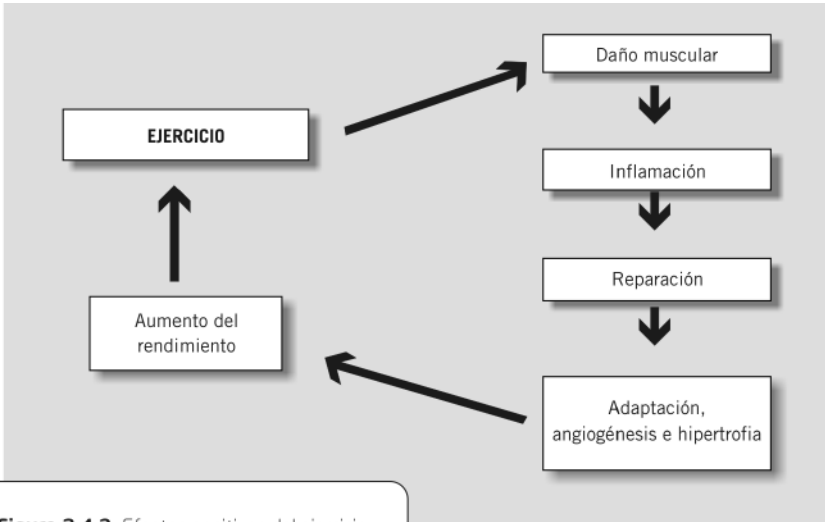 EJERCICIO
Daño muscular
Inflamación
Reparación
Adaptación,
angiogénesis e hipertrofia
Aumento del
rendimiento